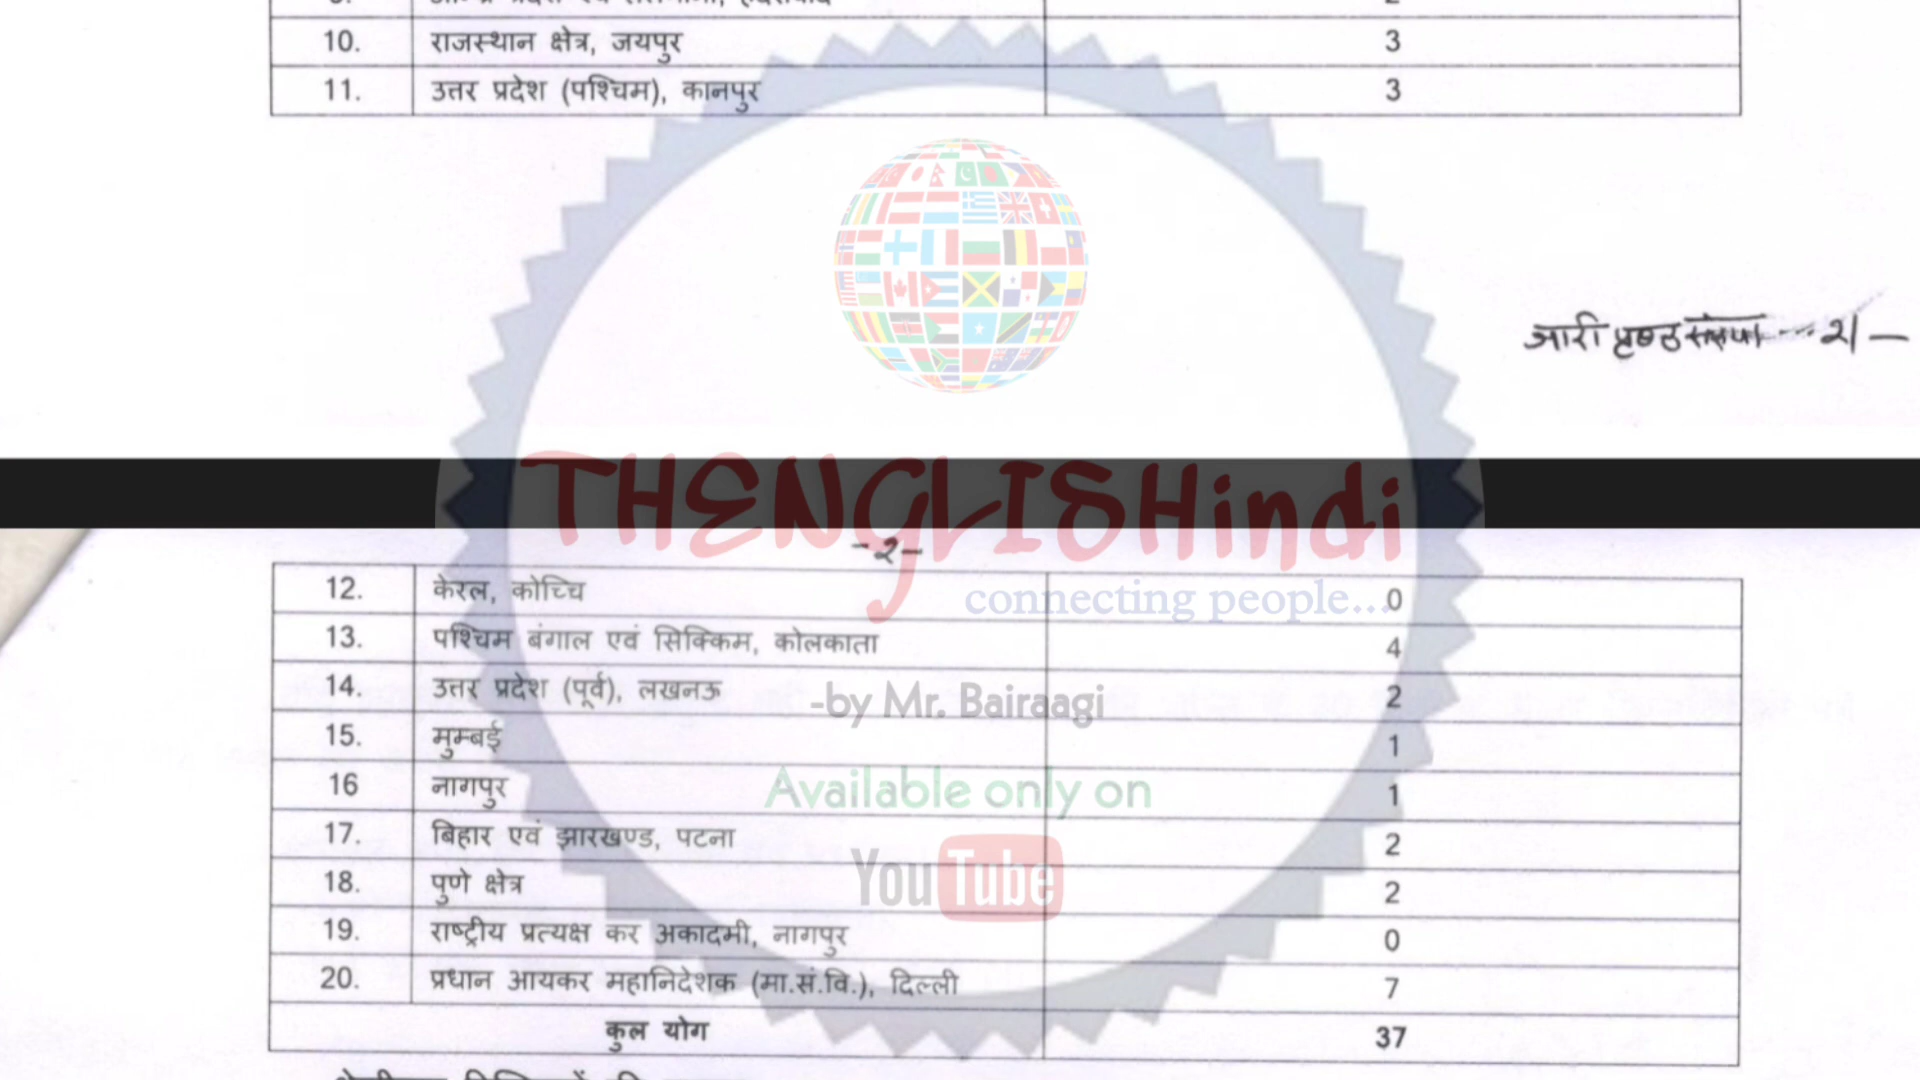 10. राजस्थान क्षेत्र, जयपुर 3
11. उत्तर प्रदेश (पश्चिम), कानपुर 3
जारी पृष्ठ
-२-
THENGLISHindi
connecting people...
12. केरल, कोच्चि 0
13. पश्चिम बंगाल एवं सिक्किम, कोलकाता 4
14. उत्तर प्रदेश (पूर्व), लखनऊ 2
-by Mr. Bairaagi
15. मुम्बई 1
16 नागपुर 1
Available only on
17. बिहार एवं झारखण्ड, पटना 2
YouTube
18. पुणे क्षेत्र 2
19. राष्ट्रीय प्रत्यक्ष कर अकादमी, नागपुर 0
20. प्रधान आयकर महानिदेशक (मा.सं.वि.), दिल्ली 7
कुल योग 37